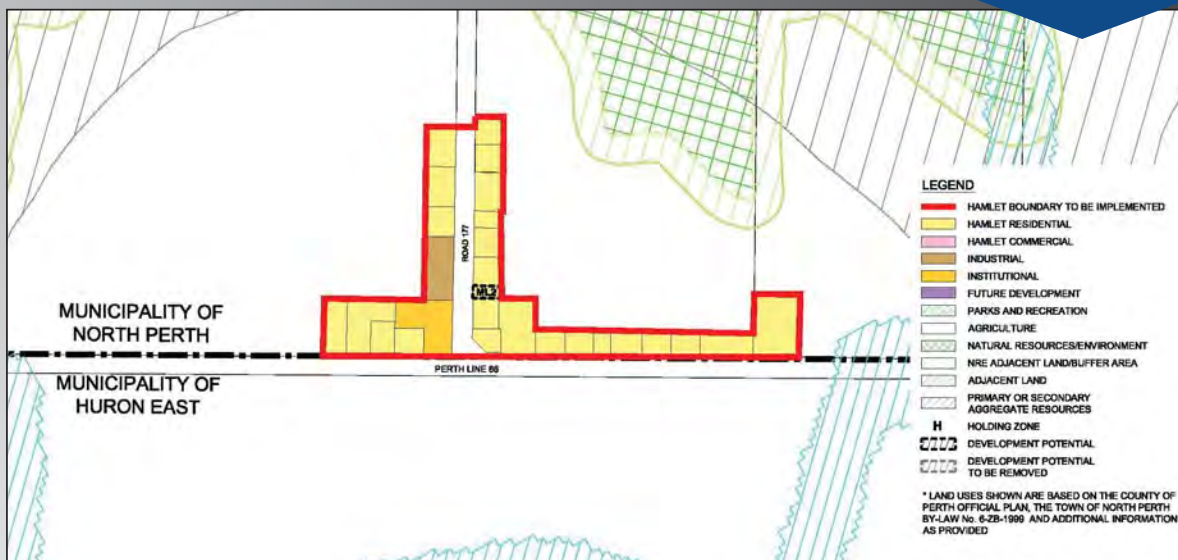 ROAD 177
ML2
MUNICIPALITY OF
NORTH PERTH
PERTH LINE 86
MUNICIPALITY OF
HURON EAST
LEGEND
HAMLET BOUNDARY TO BE IMPLEMENTED
HAMLET RESIDENTIAL
HAMLET COMMERCIAL
INDUSTRIAL
INSTITUTIONAL
FUTURE DEVELOPMENT
PARKS AND RECREATION
AGRICULTURE
NATURAL RESOURCES/ENVIRONMENT
NRE ADJACENT LAND/BUFFER AREA
ADJACENT LAND
PRIMARY OR SECONDARY
AGGREGATE RESOURCES
H HOLDING ZONE
DEVELOPMENT POTENTIAL
DEVELOPMENT POTENTIAL
TO BE REMOVED
* LAND USES SHOWN ARE BASED ON THE COUNTY OF
PERTH OFFICIAL PLAN, THE TOWN OF NORTH PERTH
BY-LAW No. 6-ZB-1999 AND ADDITIONAL INFORMATION
AS PROVIDED